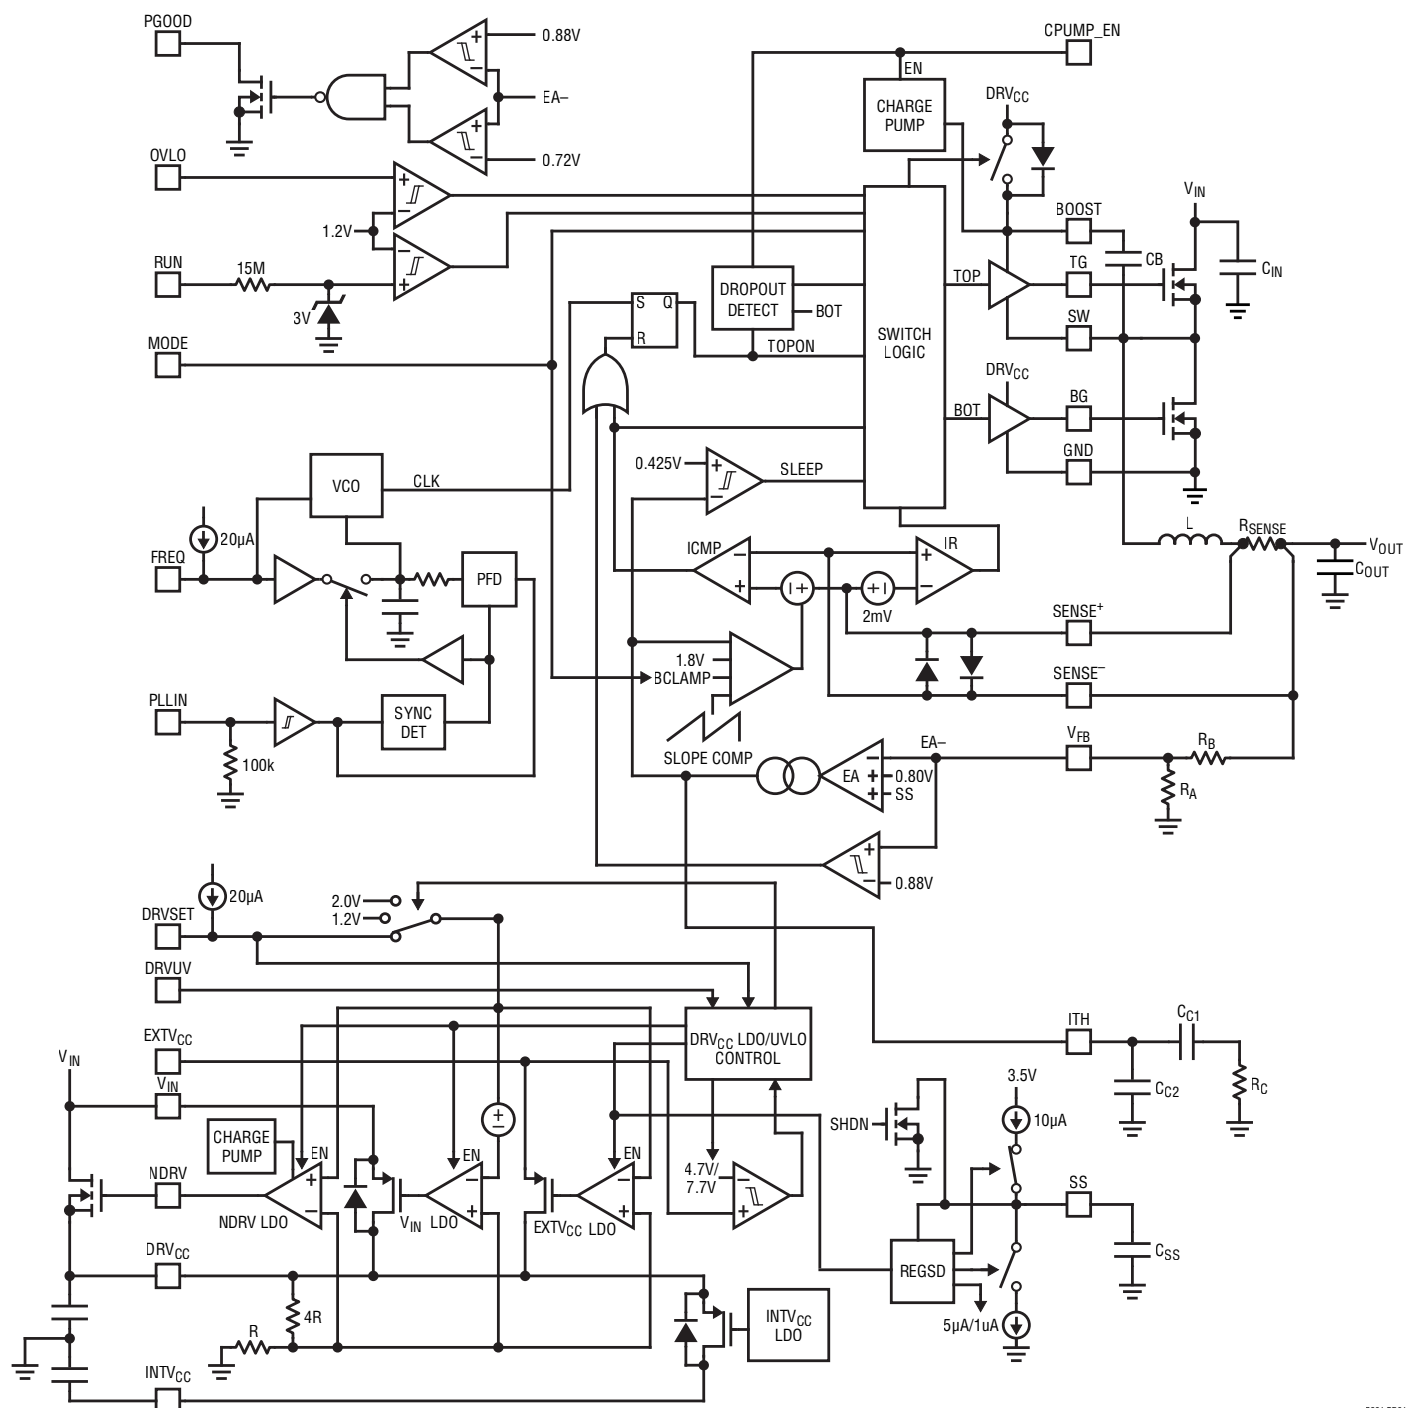 PGOOD
0.88V
EA–
0.72V
CPUMP_EN
EN
CHARGE
PUMP
DRVCC
OVLO
1.2V
RUN
15M
3V
MODE
BOOST
VIN
CB
CIN
TOP
TG
SW
DROPOUT
DETECT
BOT
S Q
R
TOPON
SWITCH
LOGIC
DRVCC
BOT
BG
GND
0.425V
SLEEP
VCO
CLK
20µA
FREQ
PFD
ICMP
IR
2mV
L
RSENSE
VOUT
COUT
SENSE+
SENSE–
1.8V
BCLAMP
SLOPE COMP
PLLIN
SYNC
DET
100k
EA–
VFB
RB
RA
EA
0.80V
SS
0.88V
20µA
DRVSET
2.0V
1.2V
DRVUV
EXTVCC
VIN
VIN
DRVCC LDO/UVLO
CONTROL
ITH
CC1
CC2
RC
CHARGE
PUMP
EN
NDRV
NDRV LDO
EN
VIN LDO
EN
EXTVCC LDO
4.7V/
7.7V
SHDN
3.5V
10µA
SS
CSS
REGSD
5µA/1uA
DRVCC
4R
R
INTVCC
LDO
INTVCC